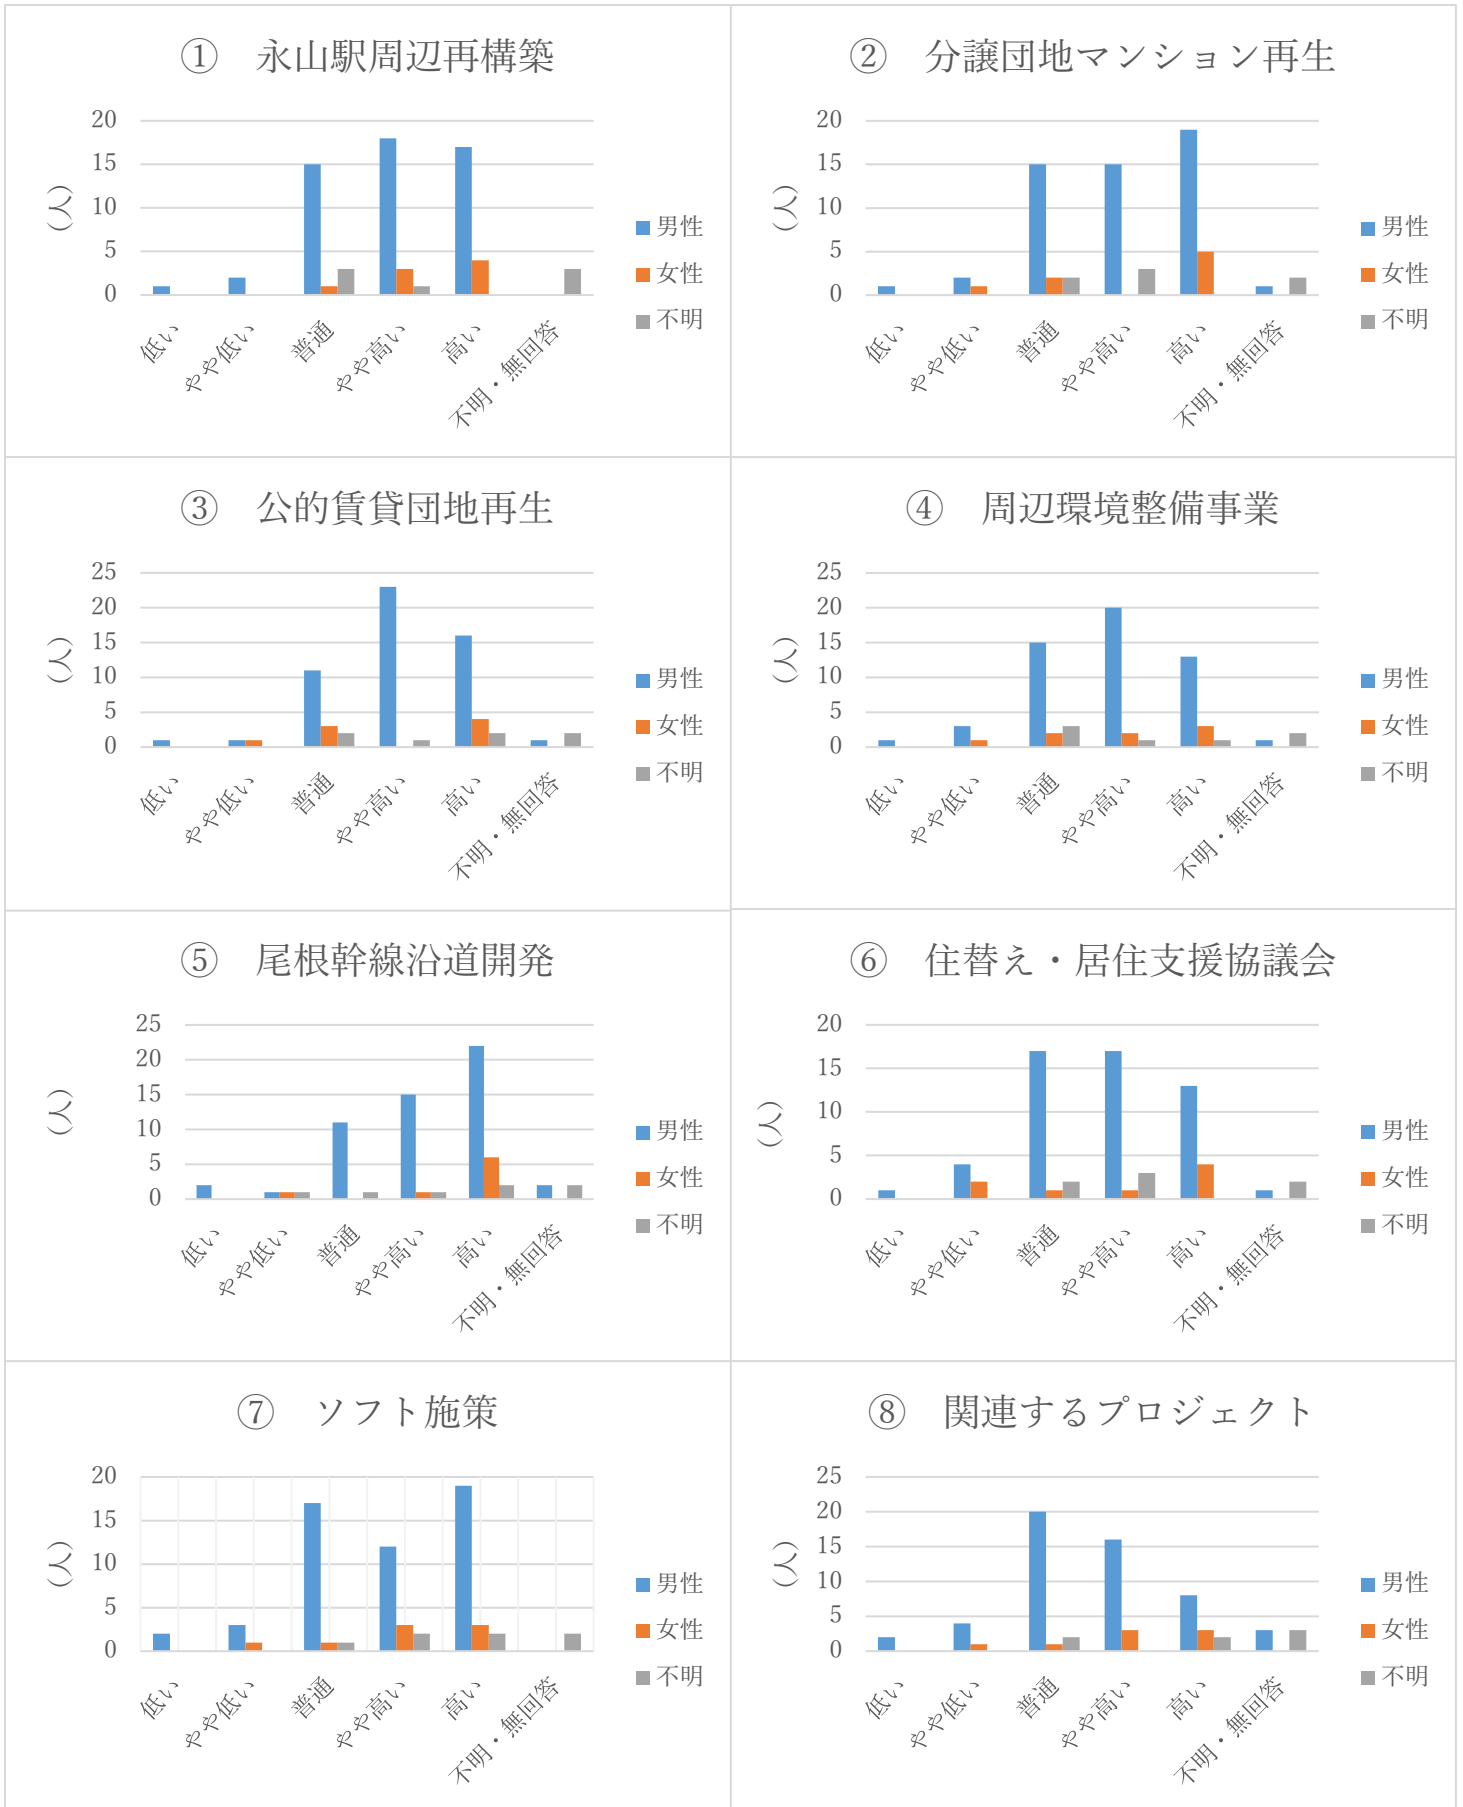 ① 永山駅周辺再構築
20
15
10
5
0
(人)
低い
やや低い
普通
やや高い
高い
不明・無回答
男性
女性
不明
② 分譲団地マンション再生
20
15
10
5
0
(人)
低い
やや低い
普通
やや高い
高い
不明・無回答
男性
女性
不明
③ 公的賃貸団地再生
25
20
15
10
5
0
(人)
低い
やや低い
普通
やや高い
高い
不明・無回答
男性
女性
不明
④ 周辺環境整備事業
25
20
15
10
5
0
(人)
低い
やや低い
普通
やや高い
高い
不明・無回答
男性
女性
不明
⑤ 尾根幹線沿道開発
25
20
15
10
5
0
(人)
低い
やや低い
普通
やや高い
高い
不明・無回答
男性
女性
不明
⑥ 住替え・居住支援協議会
20
15
10
5
0
(人)
低い
やや低い
普通
やや高い
高い
不明・無回答
男性
女性
不明
⑦ ソフト施策
20
15
10
5
0
(人)
低い
やや低い
普通
やや高い
高い
不明・無回答
男性
女性
不明
⑧ 関連するプロジェクト
25
20
15
10
5
0
(人)
低い
やや低い
普通
やや高い
高い
不明・無回答
男性
女性
不明